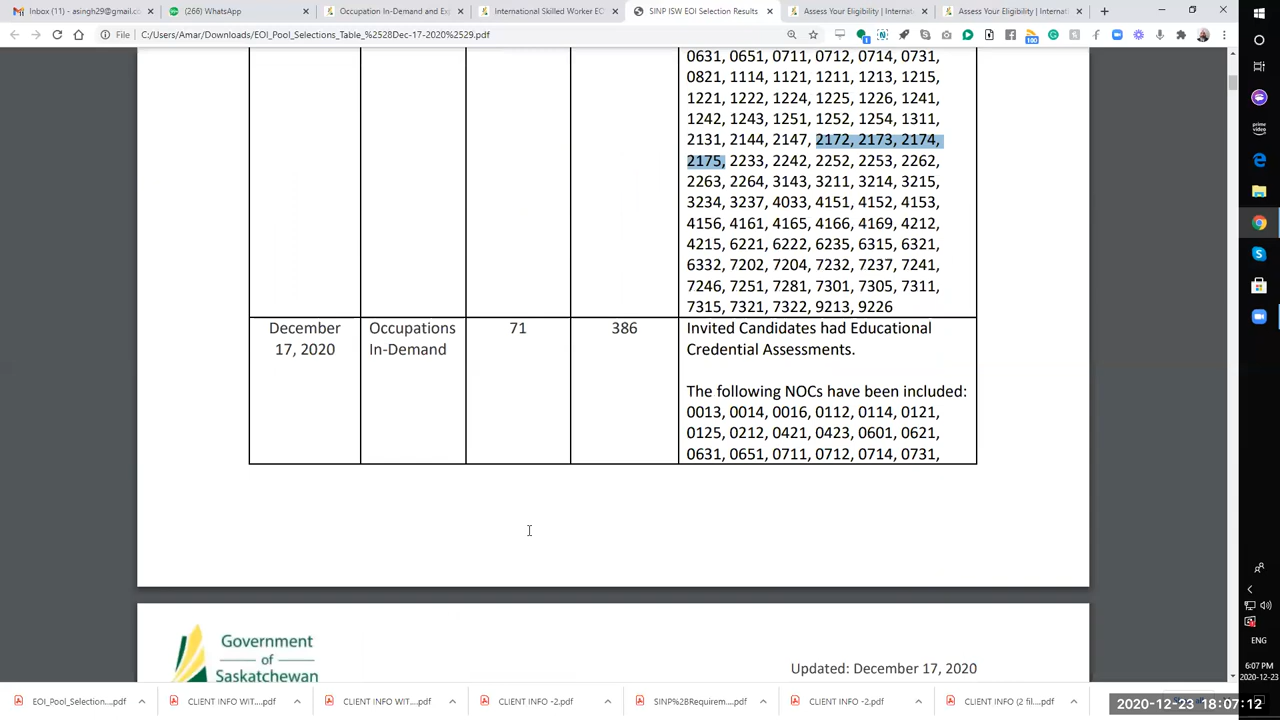 Inbox (11) - asingh29@gmail.c
(266) WhatsApp
Occupation In-Demand and Ex
International Skilled Worker EC
SINP ISW EOI Selection Results
Assess Your Eligibility | Internat
Assess Your Eligibility | Internat
File
C:/Users/Amar/Downloads/EOI_Pool_Selections_Table_%2528Dec-17-2020%2529.pdf
0631, 0651, 0711, 0712, 0714, 0731,
0821, 1114, 1121, 1211, 1213, 1215,
1221, 1222, 1224, 1225, 1226, 1241,
1242, 1243, 1251, 1252, 1254, 1311,
2131, 2144, 2147, 2172, 2173, 2174,
2175, 2233, 2242, 2252, 2253, 2262,
2263, 2264, 3143, 3211, 3214, 3215,
3234, 3237, 4033, 4151, 4152, 4153,
4156, 4161, 4165, 4166, 4169, 4212,
4215, 6221, 6222, 6235, 6315, 6321,
6332, 7202, 7204, 7232, 7237, 7241,
7246, 7251, 7281, 7301, 7305, 7311,
7315, 7321, 7322, 9213, 9226
December
17, 2020
Occupations
In-Demand
71
386
Invited Candidates had Educational
Credential Assessments.
The following NOCs have been included:
0013, 0014, 0016, 0112, 0114, 0121,
0125, 0212, 0421, 0423, 0601, 0621,
0631, 0651, 0711, 0712, 0714, 0731,
Government
of
Saskatchewan
Updated: December 17, 2020
prime video
ENG
6:07 PM
2020-12-23
EOI_Pool_Selection....pdf
CLIENT INFO WIT....pdf
CLIENT INFO WIT....pdf
CLIENT INFO -2.pdf
SINP%28Requirem....pdf
CLIENT INFO -2.pdf
CLIENT INFO (2 fil....pdf
2020-12-23 18:07:12